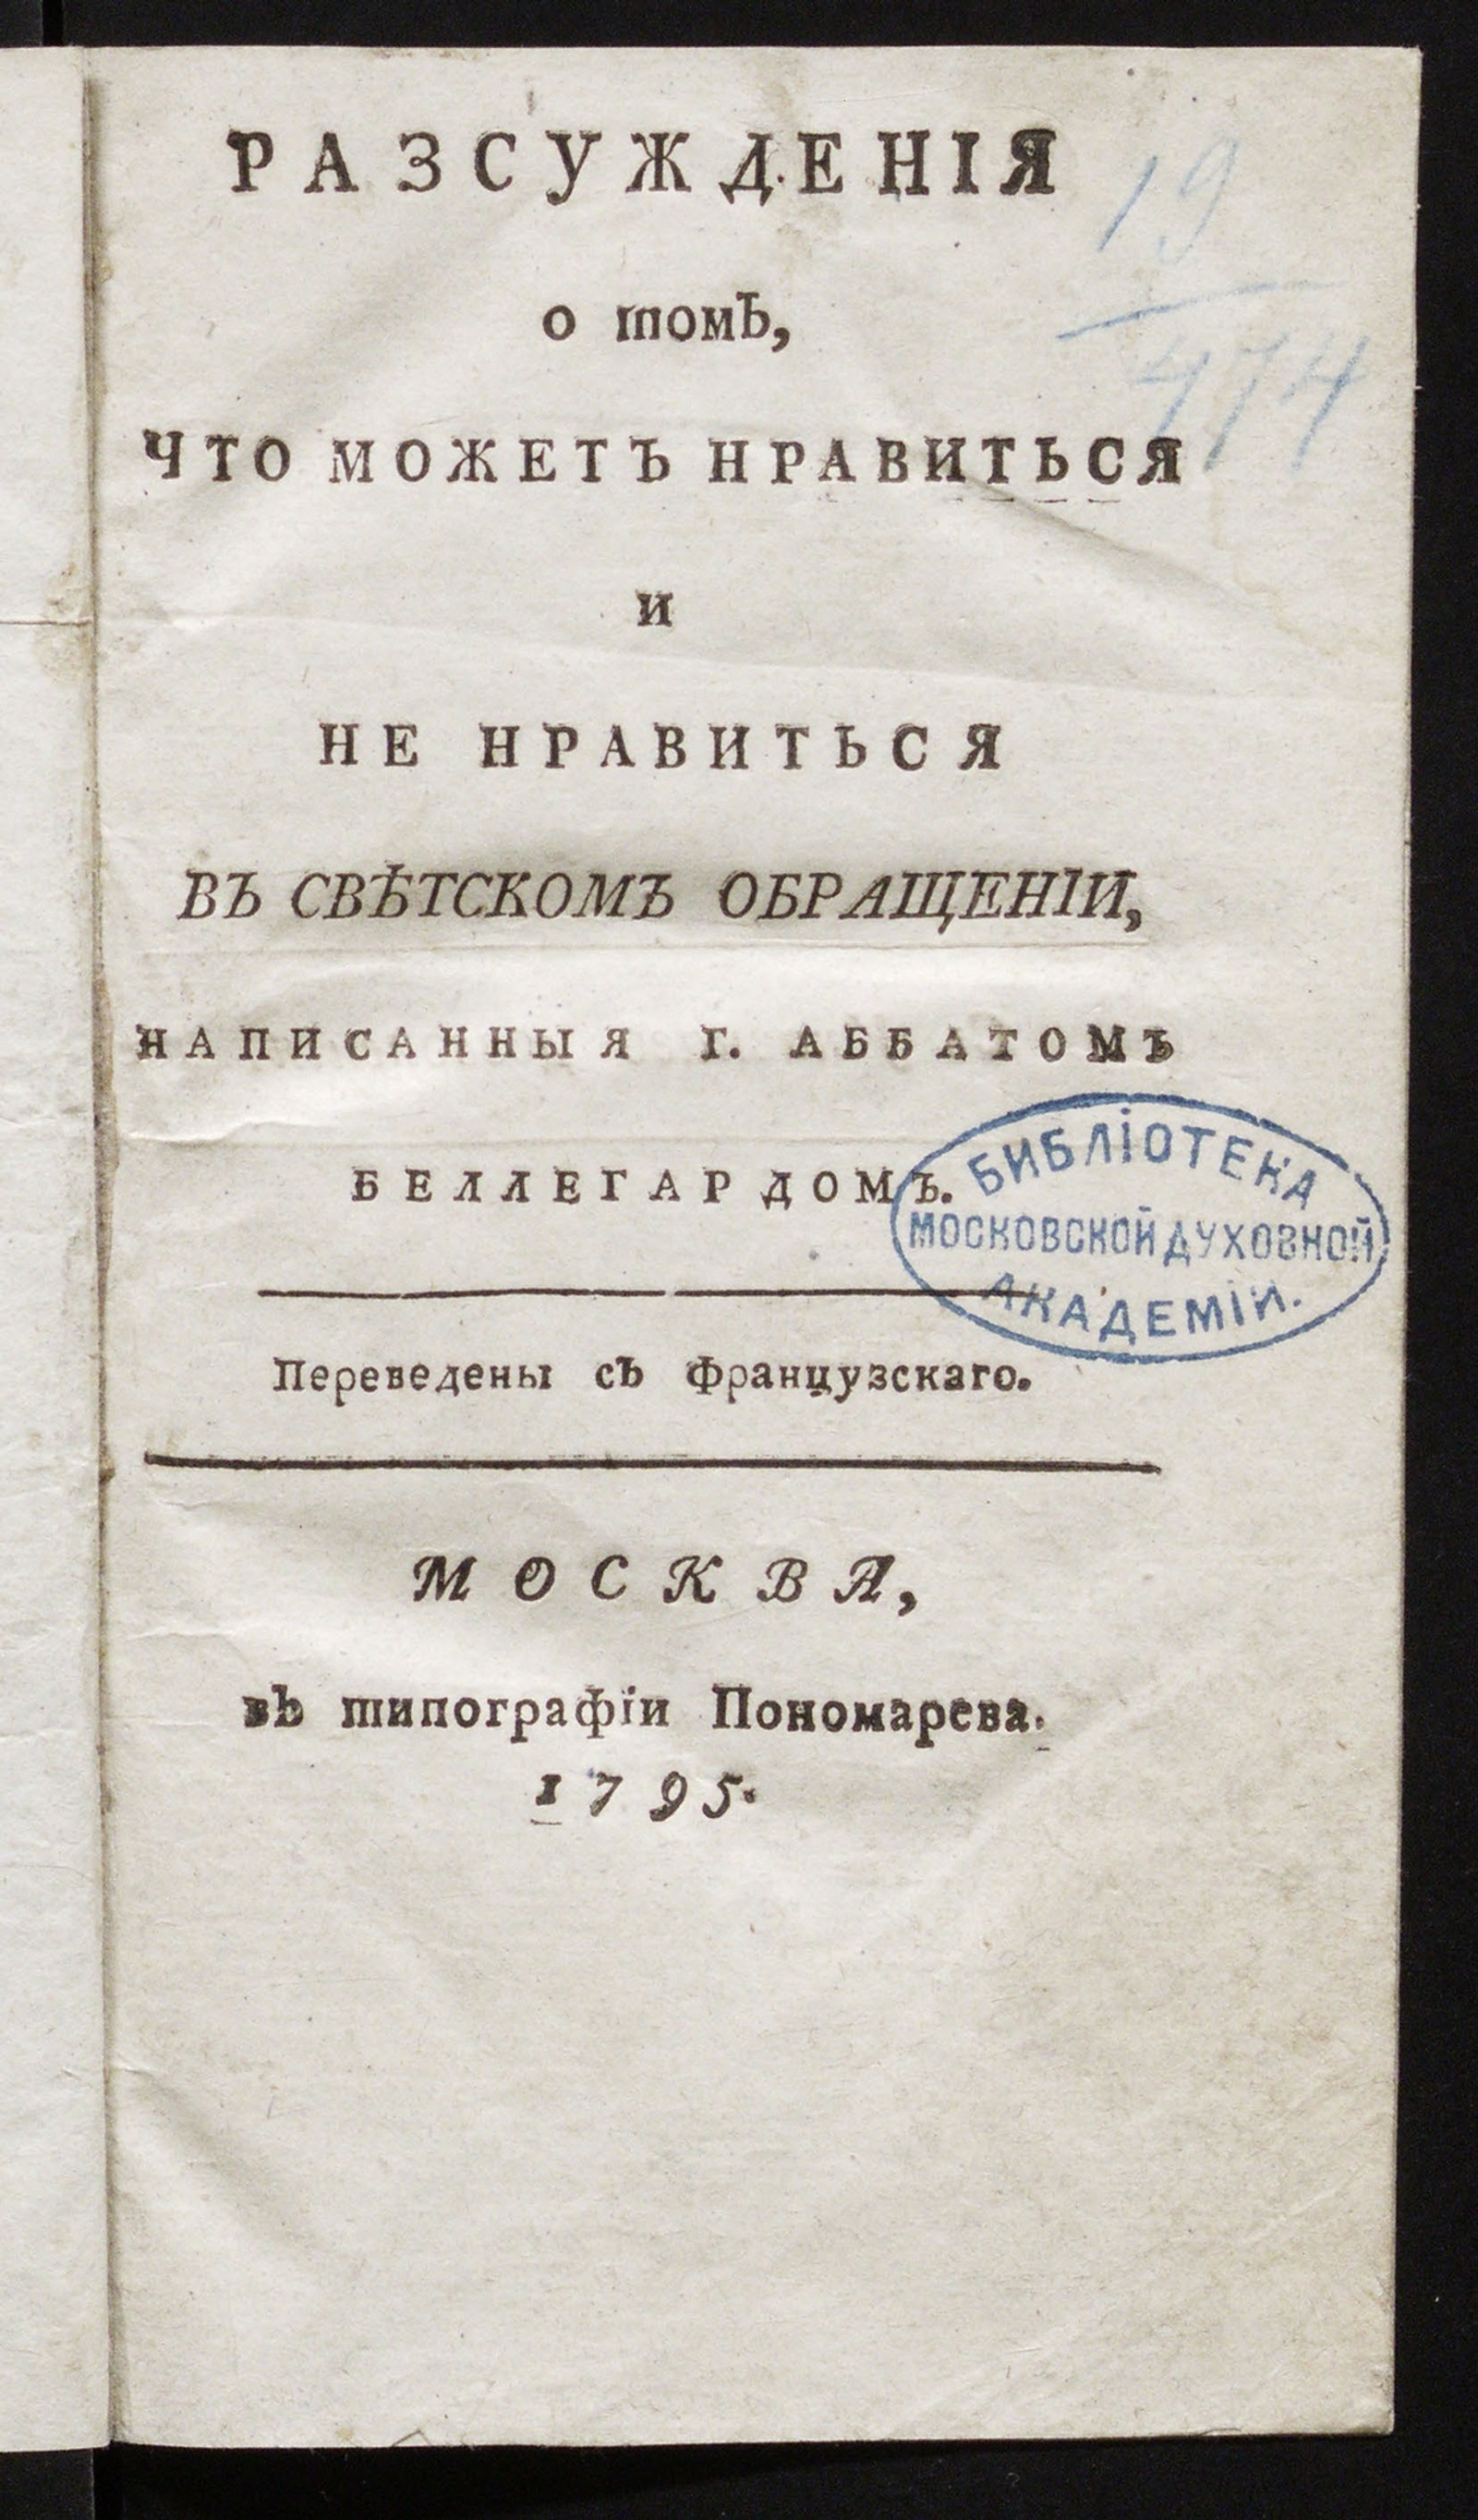 РАЗСУЖДЕНІЯ
19
о томЪ,
474
ЧТО МОЖЕТЪ НРАВИТЬСЯ
и
НЕ НРАВИТЬСЯ
ВЪ СВѢТСКОМЪ ОБРАЩЕНІИ,
НАПИСАННЫЯ Г. АББАТОМЪ
БЕЛЛЕГАРДОМЪ.
БИБЛІОТЕКА
МОСКОВСКОЙ ДУХОВНОЙ
АКАДЕМІИ.
Переведены съ Французскаго.
МОСКВА,
въ типографіи Пономарева.
1795.